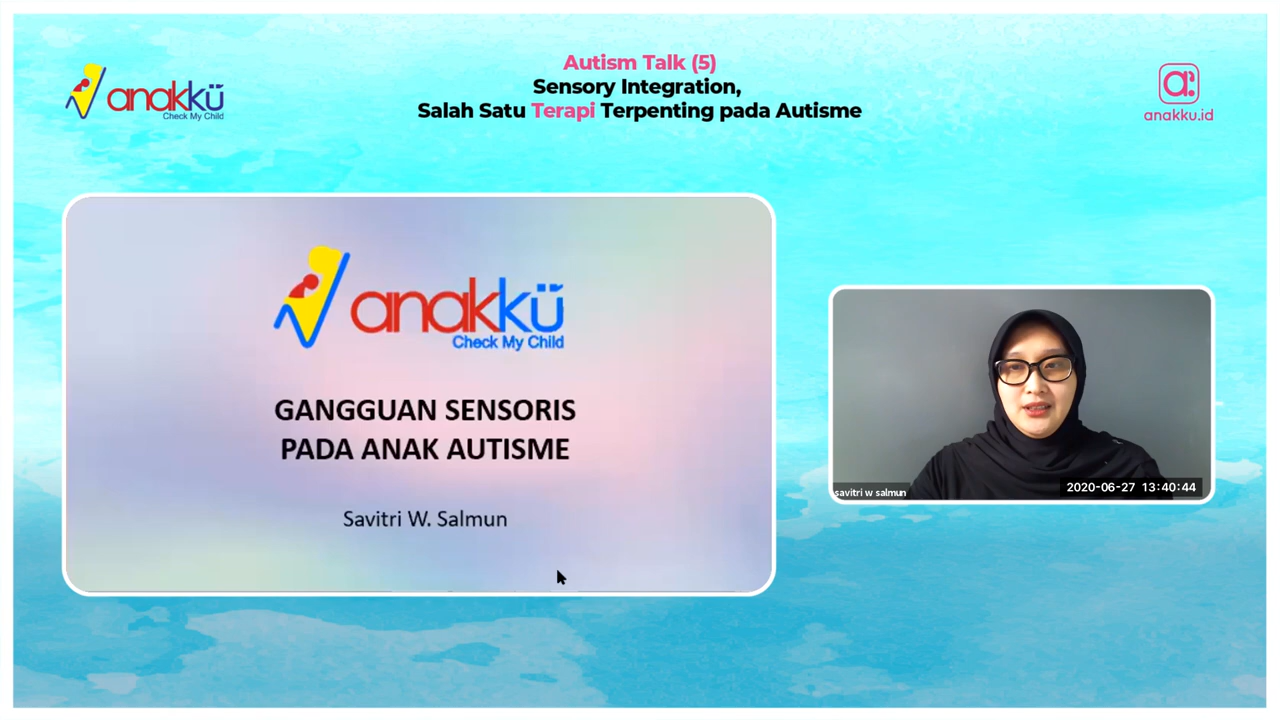 Autism Talk (5)
Sensory Integration,
Salah Satu Terapi Terpenting pada Autisme
anakkü
Check My Child
a:
anakku.id
anakkü
Check My Child
GANGGUAN SENSORIS
PADA ANAK AUTISME
Savitri W. Salmun
savitri w salmun
2020-06-27 13:40:44